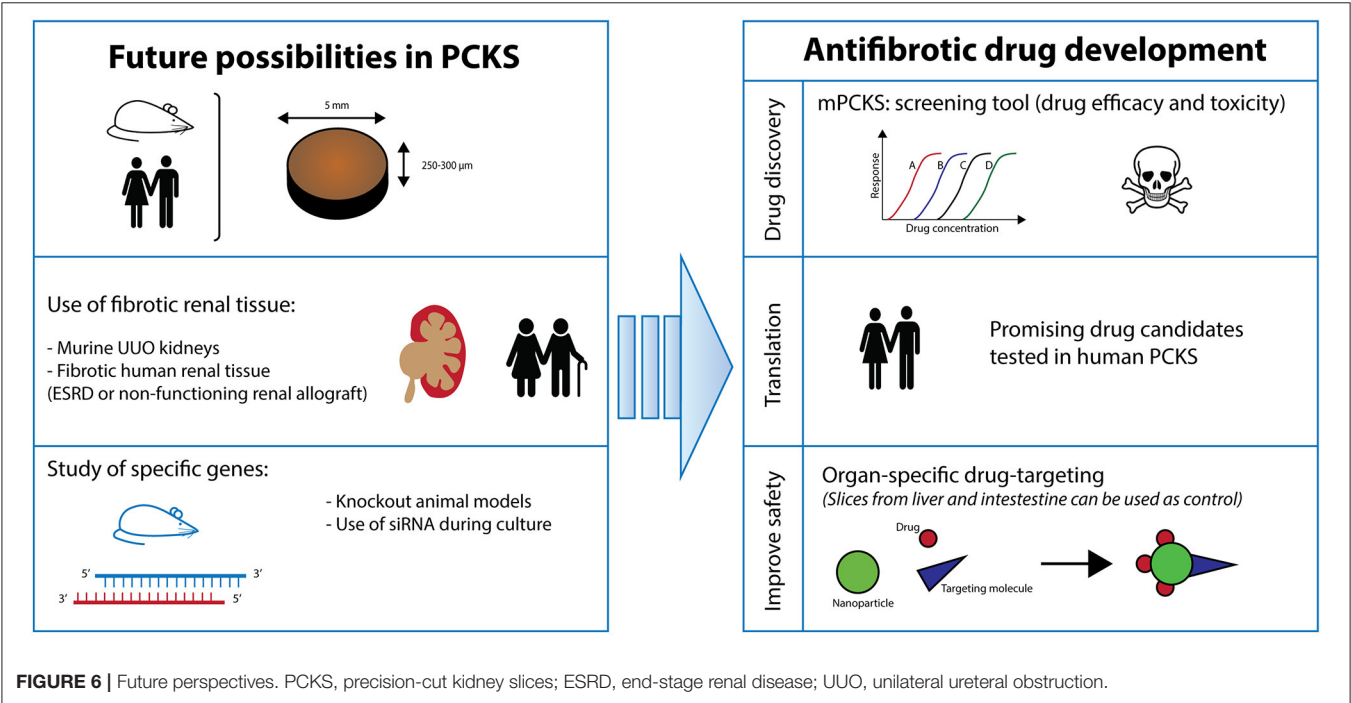 Future possibilities in PCKS
5 mm
250-300 μm
Use of fibrotic renal tissue:
- Murine UUO kidneys
- Fibrotic human renal tissue
(ESRD or non-functioning renal allograft)
Study of specific genes:
- Knockout animal models
- Use of siRNA during culture
5’ 3’
3’ 5’
Antifibrotic drug development
Drug discovery
mPCKS: screening tool (drug efficacy and toxicity)
Response
A B C D
Drug concentration
Translation
Promising drug candidates
tested in human PCKS
Improve safety
Organ-specific drug-targeting
(Slices from liver and intestestine can be used as control)
Drug
Nanoparticle
Targeting molecule
FIGURE 6 | Future perspectives. PCKS, precision-cut kidney slices; ESRD, end-stage renal disease; UUO, unilateral ureteral obstruction.